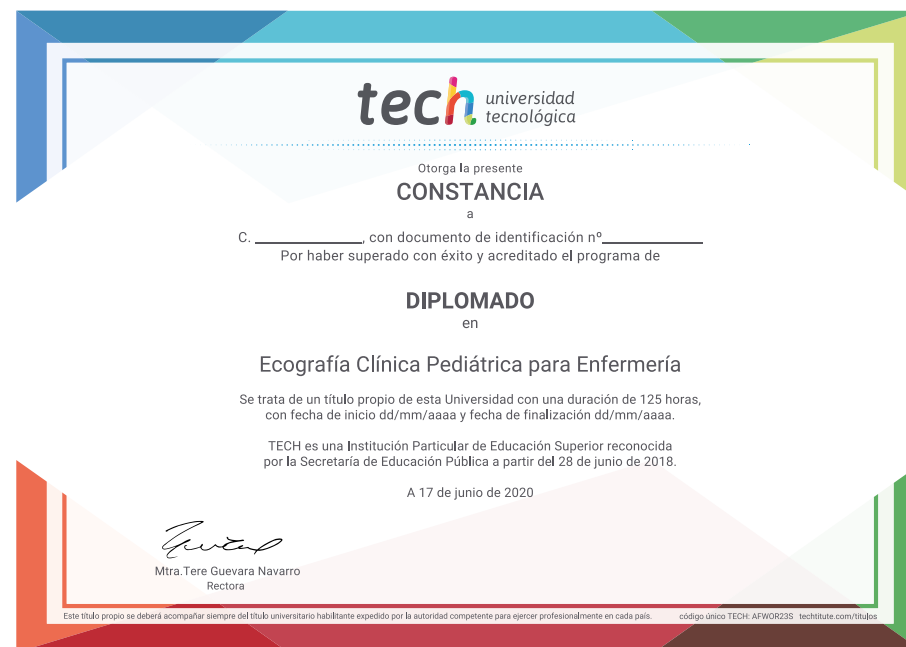 tech universidad
tecnológica
Otorga la presente
CONSTANCIA
a
C. ______________, con documento de identificación nº_____________
Por haber superado con éxito y acreditado el programa de
DIPLOMADO
en
Ecografía Clínica Pediátrica para Enfermería
Se trata de un título propio de esta Universidad con una duración de 125 horas,
con fecha de inicio dd/mm/aaaa y fecha de finalización dd/mm/aaaa.
TECH es una Institución Particular de Educación Superior reconocida
por la Secretaría de Educación Pública a partir del 28 de junio de 2018.
A 17 de junio de 2020
Mtra.Tere Guevara Navarro
Rectora
Este título propio se deberá acompañar siempre del título universitario habilitante expedido por la autoridad competente para ejercer profesionalmente en cada país. código único TECH: AFWOR23S techtitute.com/titulos